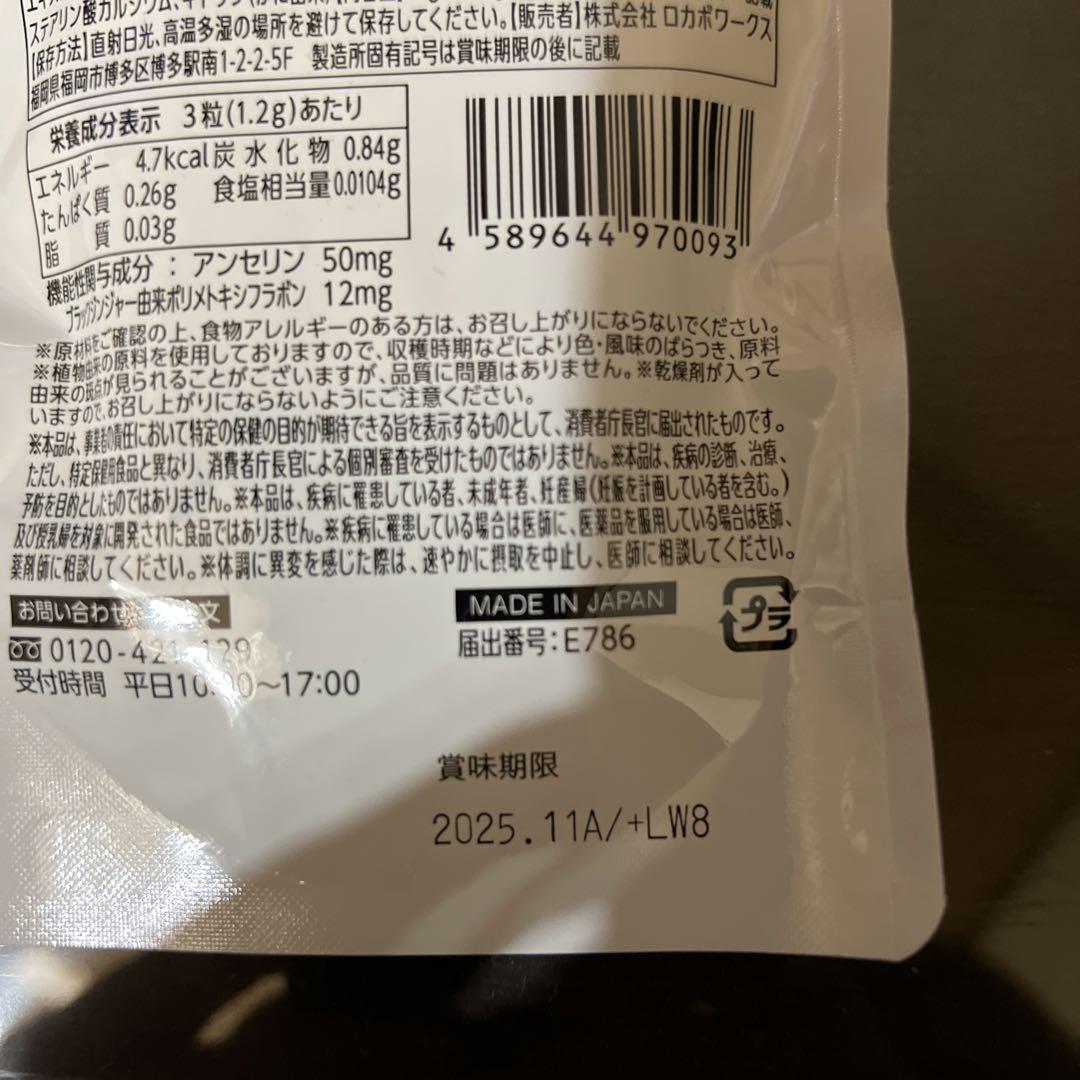 ステアリン酸カルシウム、
【保存方法】直射日光、高温多湿の場所を避けて保存してください。【販売者】株式会社 ロカボワークス
福岡県福岡市博多区博多駅南1-2-2-5F 製造所固有記号は賞味期限の後に記載
栄養成分表示 3粒(1.2g)あたり
エネルギー 4.7kcal 炭水化物 0.84g
たんぱく質 0.26g 食塩相当量 0.0104g
脂質 0.03g
4 589644 970093
機能性関与成分：アンセリン 50mg
ブラックジンジャー由来ポリメトキシフラボン 12mg
※原材料をご確認の上、食物アレルギーのある方は、お召し上がりにならないでください。
※植物由来の原料を使用しておりますので、収穫時期などにより色・風味のばらつき、原料
由来の斑点が見られることがございますが、品質に問題はありません。※乾燥剤が入って
いますので、お召し上がりにならないようにご注意ください。
※本品は、事業者の責任において特定の保健の目的が期待できる旨を表示するものとして、消費者庁長官に届出されたものです。
ただし、特定保健用食品と異なり、消費者庁長官による個別審査を受けたものではありません。※本品は、疾病の診断、治療、
予防を目的としたものではありません。※本品は、疾病に罹患している者、未成年者、妊産婦(妊娠を計画している者を含む。)
及び授乳婦を対象に開発された食品ではありません。※疾病に罹患している場合は医師に、医薬品を服用している場合は医師、
薬剤師に相談してください。※体調に異変を感じた際は、速やかに摂取を中止し、医師に相談してください。
お問い合わせ 文
MADE IN JAPAN
プラ
0120-421-129
届出番号：E786
受付時間 平日10:00～17:00
賞味期限
2025.11A/+LW8